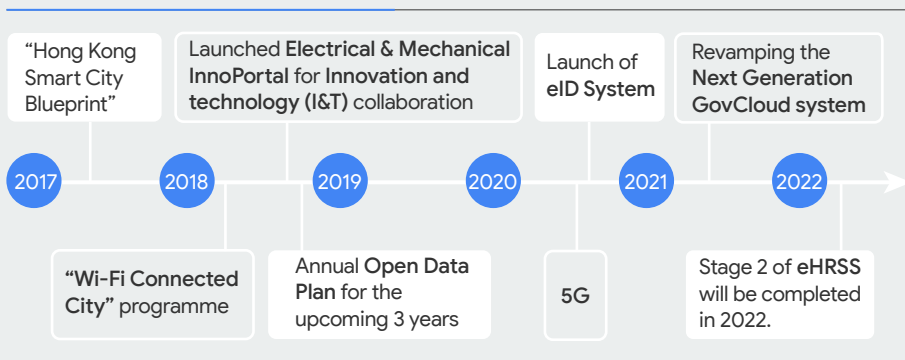 “Hong Kong
Smart City
Blueprint”
Launched Electrical & Mechanical
InnoPortal for Innovation and
technology (I&T) collaboration
Launch of
eID System
Revamping the
Next Generation
GovCloud system
2017
2018
2019
2020
2021
2022
“Wi-Fi Connected
City” programme
Annual Open Data
Plan for the
upcoming 3 years
5G
Stage 2 of eHRSS
will be completed
in 2022.